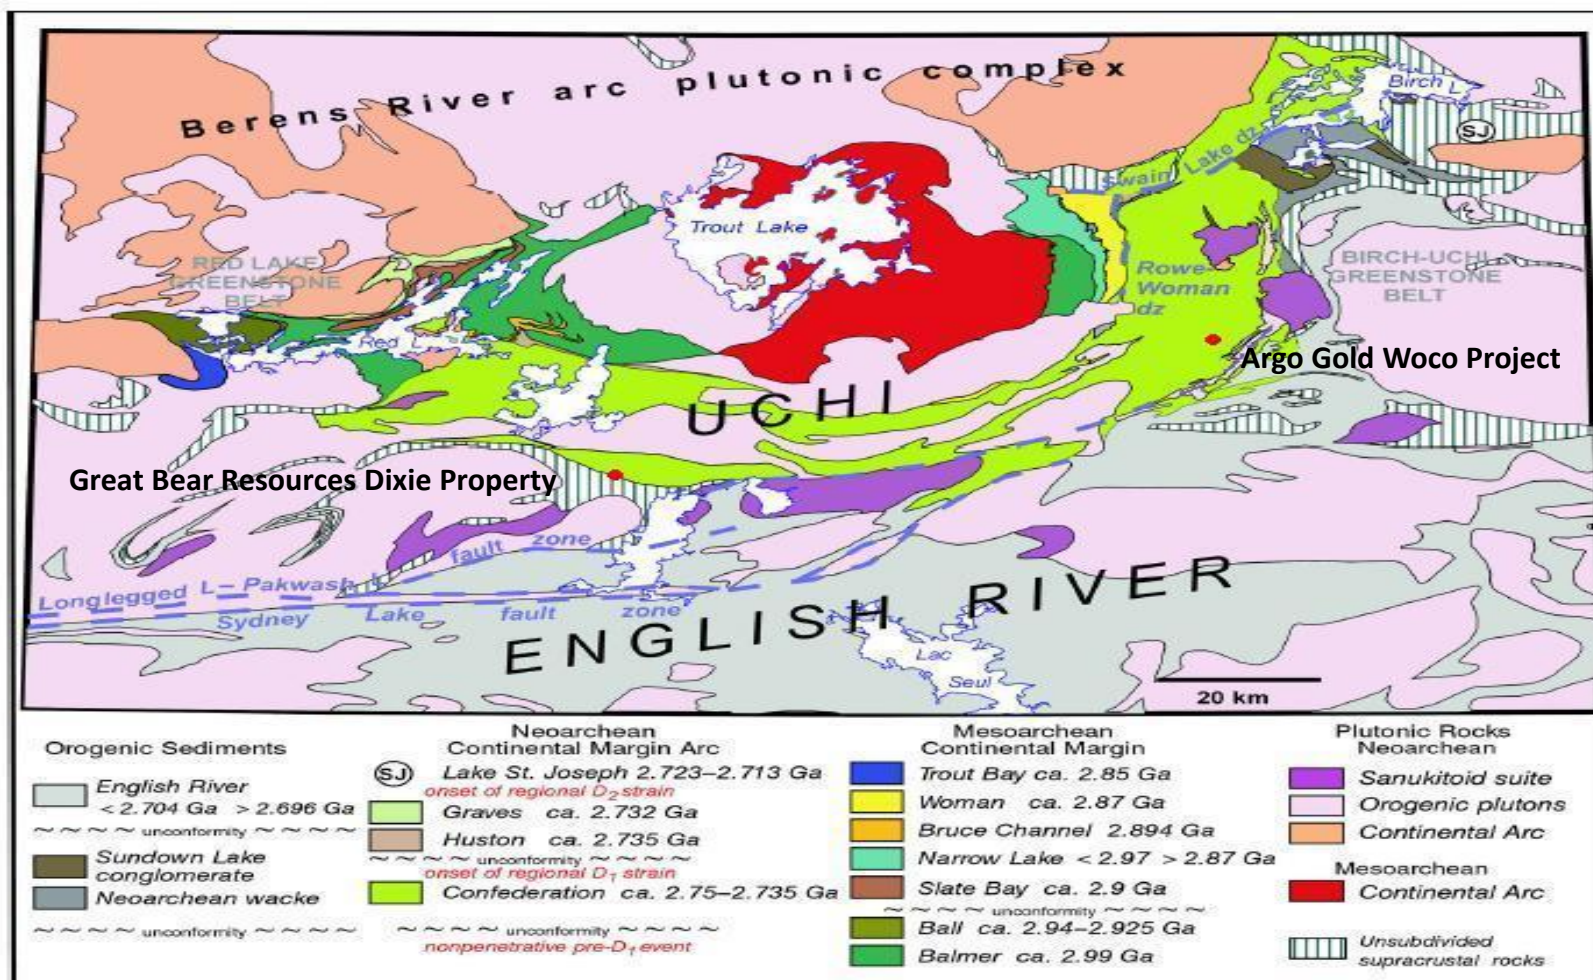 Berens River arc plutonic complex
Birch L
SJ
Swain Lake dz
Trout Lake
RED LAKE
GREENSTONE
BELT
BIRCH-UCHI
GREENSTONE
BELT
Rowe-
Woman
dz
Red L
Argo Gold Woco Project
UCHI
Great Bear Resources Dixie Property
fault zone
Longlegged L – Pakwash L
Sydney Lake fault zone
ENGLISH RIVER
Lac
Seul
20 km
Orogenic Sediments
English River
< 2.704 Ga > 2.696 Ga
~ ~ ~ ~ unconformity ~ ~ ~ ~
Sundown Lake
conglomerate
Neoarchean wacke
~ ~ ~ ~ unconformity ~ ~ ~ ~
Neoarchean
Continental Margin Arc
SJ Lake St. Joseph 2.723–2.713 Ga
onset of regional D2 strain
Graves ca. 2.732 Ga
Huston ca. 2.735 Ga
~ ~ ~ ~ unconformity ~ ~ ~ ~
onset of regional D1 strain
Confederation ca. 2.75–2.735 Ga
~ ~ ~ ~ unconformity ~ ~ ~ ~
nonpenetrative pre-D1 event
Mesoarchean
Continental Margin
Trout Bay ca. 2.85 Ga
Woman ca. 2.87 Ga
Bruce Channel 2.894 Ga
Narrow Lake < 2.97 > 2.87 Ga
Slate Bay ca. 2.9 Ga
~ ~ ~ ~ unconformity ~ ~ ~ ~
Ball ca. 2.94–2.925 Ga
Balmer ca. 2.99 Ga
Plutonic Rocks
Neoarchean
Sanukitoid suite
Orogenic plutons
Continental Arc
Mesoarchean
Continental Arc
Unsubdivided
supracrustal rocks